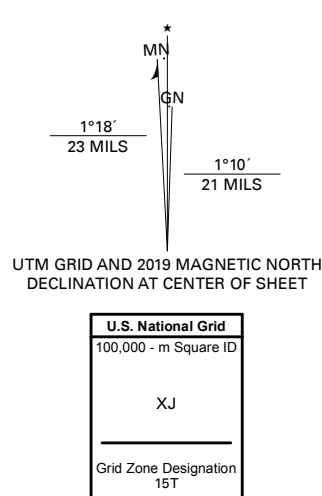 ★
MN
GN
1°18´
23 MILS
1°10´
21 MILS
UTM GRID AND 2019 MAGNETIC NORTH
DECLINATION AT CENTER OF SHEET
U.S. National Grid
100,000 - m Square ID
XJ
Grid Zone Designation
15T